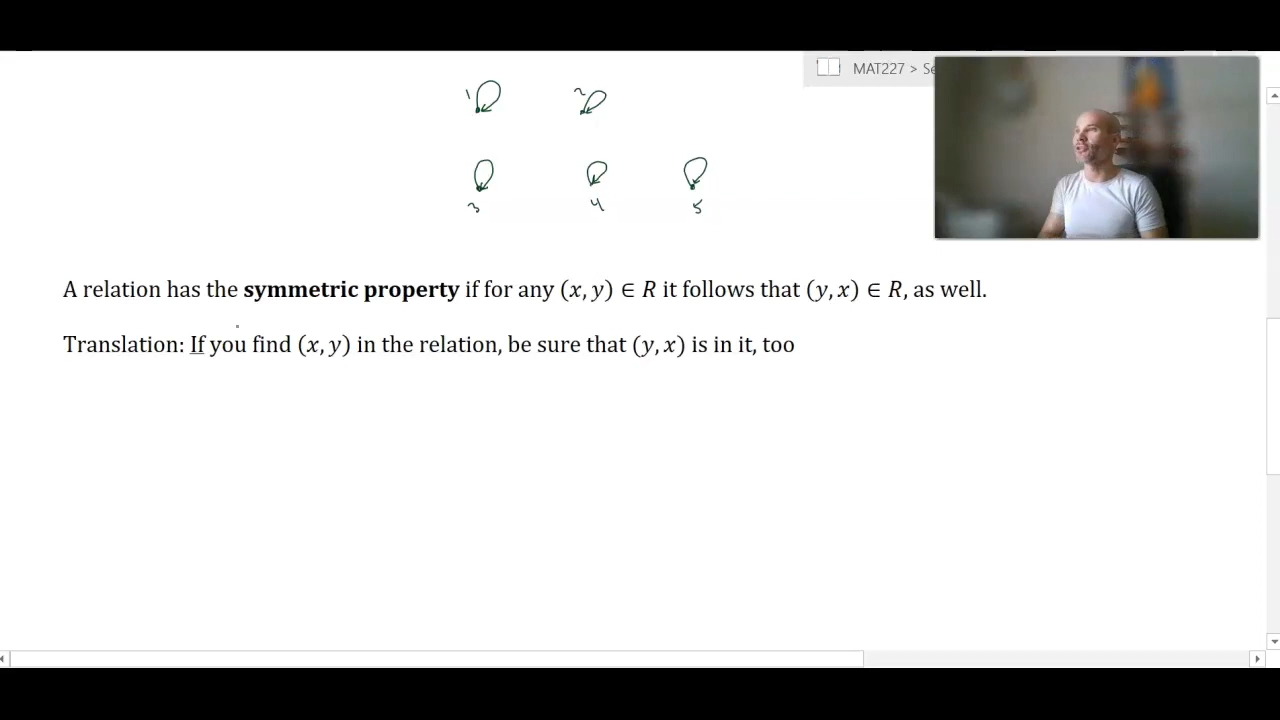 MAT227 > Se
1 2
3 4 5
A relation has the symmetric property if for any (x, y) ∈ R it follows that (y, x) ∈ R, as well.
Translation: If you find (x, y) in the relation, be sure that (y, x) is in it, too